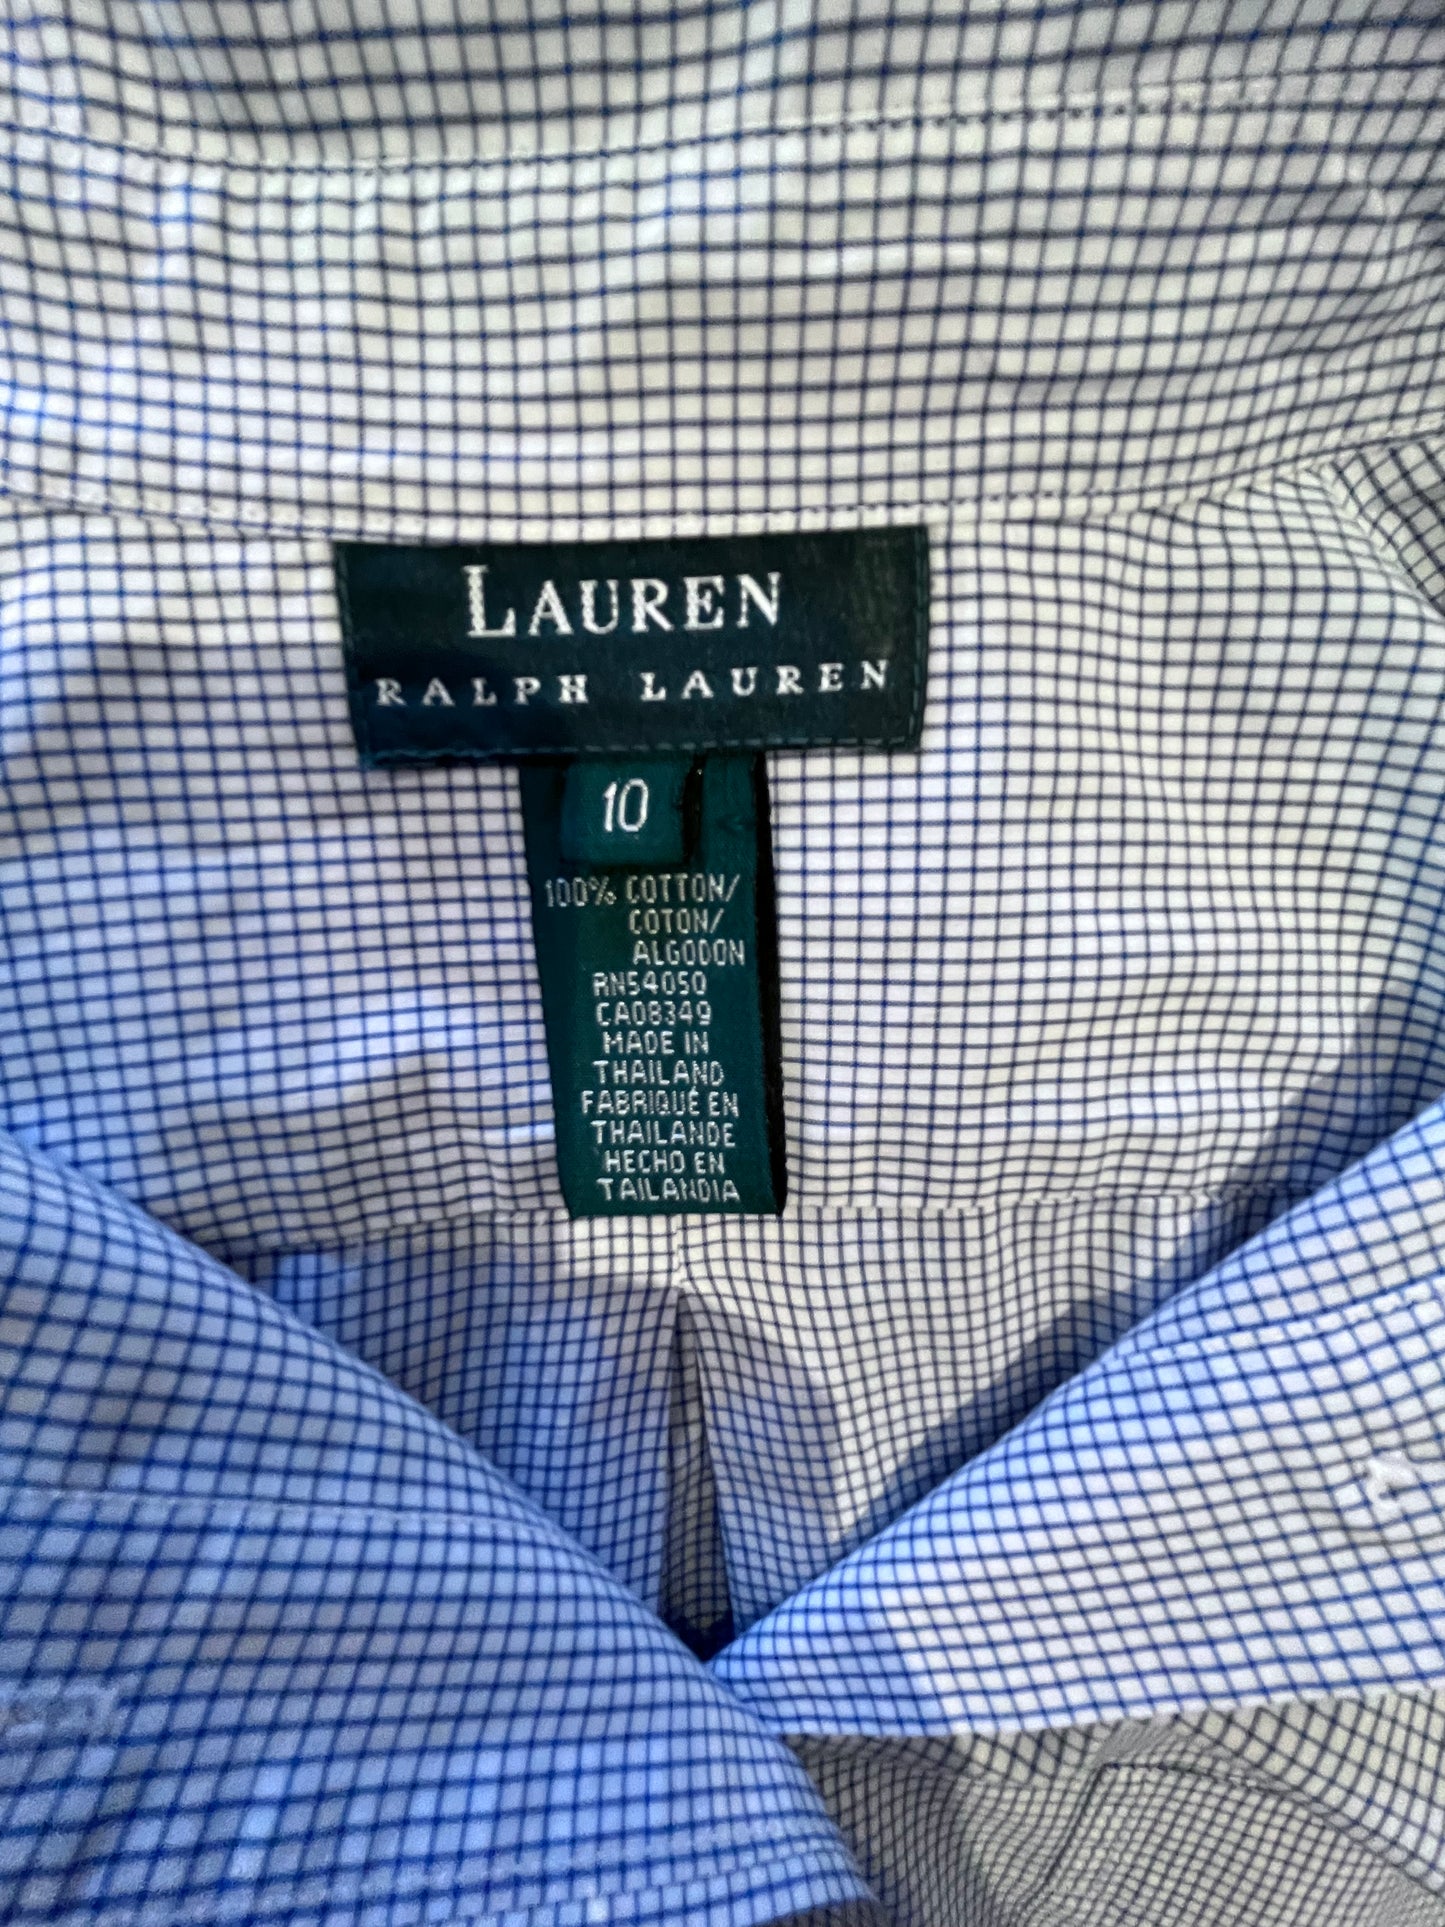 LAUREN
RALPH LAUREN
10
100% COTTON/
COTON/
ALGODON
RN54050
CA08349
MADE IN
THAILAND
FABRIQUÉ EN
THAILANDE
HECHO EN
TAILANDIA